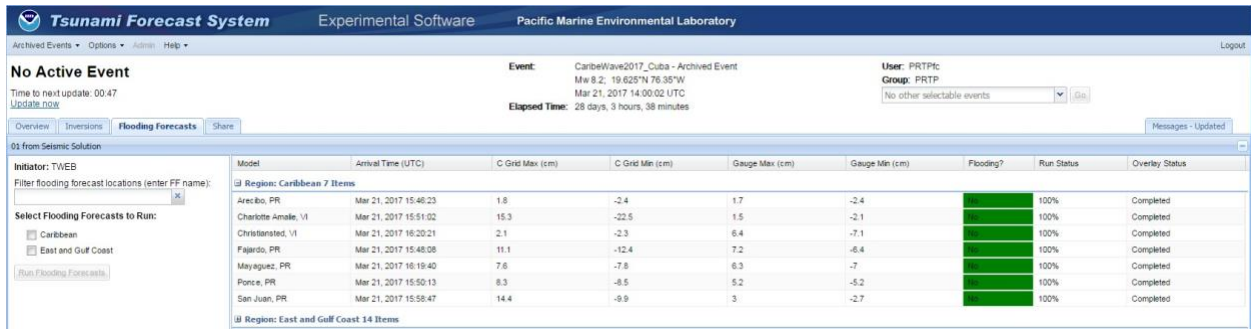 Tsunami Forecast System Experimental Software Pacific Marine Environmental Laboratory
Archived Events Options Admin Help Logout
No Active Event
Time to next update: 00:47
Update now
Event: CaribeWave2017_Cuba - Archived Event
Mw 8.2; 19.625°N 76.35°W
Mar 21, 2017 14:00:02 UTC
Elapsed Time: 28 days, 3 hours, 38 minutes
User: PRTPfc
Group: PRTP
No other selectable events Go
Overview Inversions Flooding Forecasts Share Messages - Updated
01 from Seismic Solution
Initiator: TWEB
Filter flooding forecast locations (enter FF name):
Select Flooding Forecasts to Run:
Caribbean
East and Gulf Coast
Run Flooding Forecasts
Model Arrival Time (UTC) C Grid Max (cm) C Grid Min (cm) Gauge Max (cm) Gauge Min (cm) Flooding? Run Status Overlay Status
Region: Caribbean 7 Items
Arecibo, PR Mar 21, 2017 15:46:23 1.8 -2.4 1.7 -2.4 No 100% Completed
Charlotte Amalie, VI Mar 21, 2017 15:51:02 15.3 -22.5 1.5 -2.1 No 100% Completed
Christiansted, VI Mar 21, 2017 16:20:21 2.1 -2.3 6.4 -7.1 No 100% Completed
Fajardo, PR Mar 21, 2017 15:48:08 11.1 -12.4 7.2 -6.4 No 100% Completed
Mayaguez, PR Mar 21, 2017 16:19:40 7.6 -7.8 6.3 -7 No 100% Completed
Ponce, PR Mar 21, 2017 15:50:13 8.3 -8.5 5.2 -5.2 No 100% Completed
San Juan, PR Mar 21, 2017 15:58:47 14.4 -9.9 3 -2.7 No 100% Completed
Region: East and Gulf Coast 14 Items